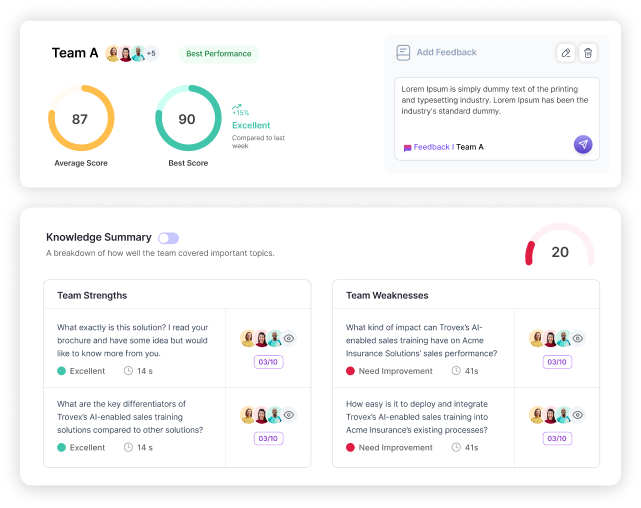 Team A
+5
Best Performance
87
Average Score
90
Best Score
+15%
Excellent
Compared to last
week
Add Feedback
Lorem Ipsum is simply dummy text of the printing
and typesetting industry. Lorem Ipsum has been the
industry's standard dummy.
Feedback | Team A
Knowledge Summary
A breakdown of how well the team covered important topics.
20
Team Strengths
What exactly is this solution? I read your
brochure and have some idea but would
like to know more from you.
Excellent 14 s
03/10
What are the key differentiators of
Trovex's AI-enabled sales training
solutions compared to other solutions?
Excellent 14 s
03/10
Team Weaknesses
What kind of impact can Trovex's AI-
enabled sales training have on Acme
Insurance Solutions' sales performance?
Need Improvement 41s
03/10
How easy is it to deploy and integrate
Trovex's AI-enabled sales training into
Acme Insurance's existing processes?
Need Improvement 41s
03/10